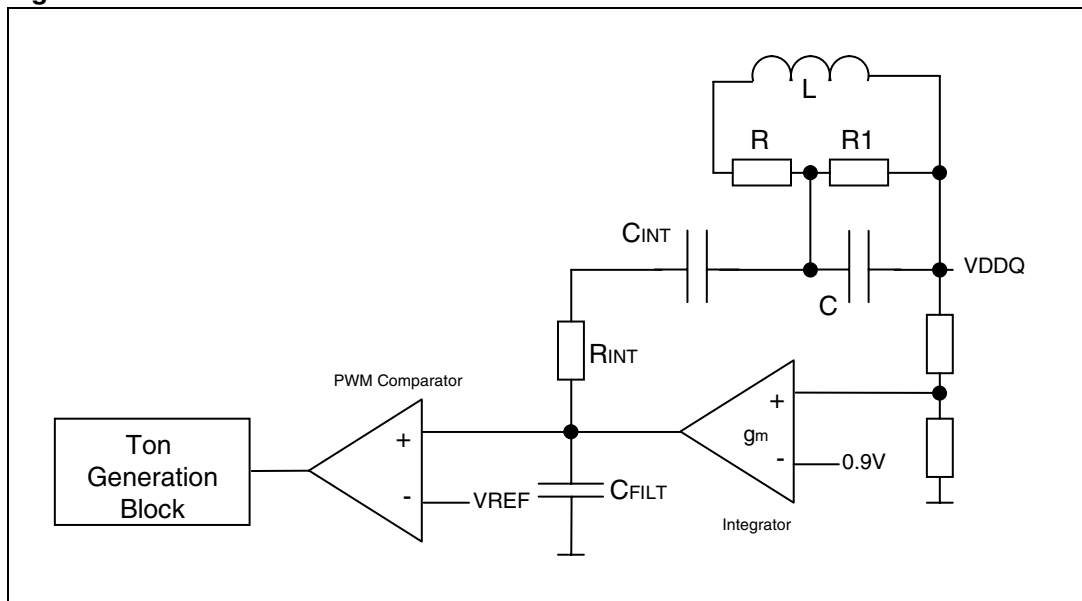 L
R
R1
CINT
C
VDDQ
RINT
PWM Comparator
+
gm
+
-
0.9V
Ton
Generation
Block
-
VREF
CFILT
Integrator